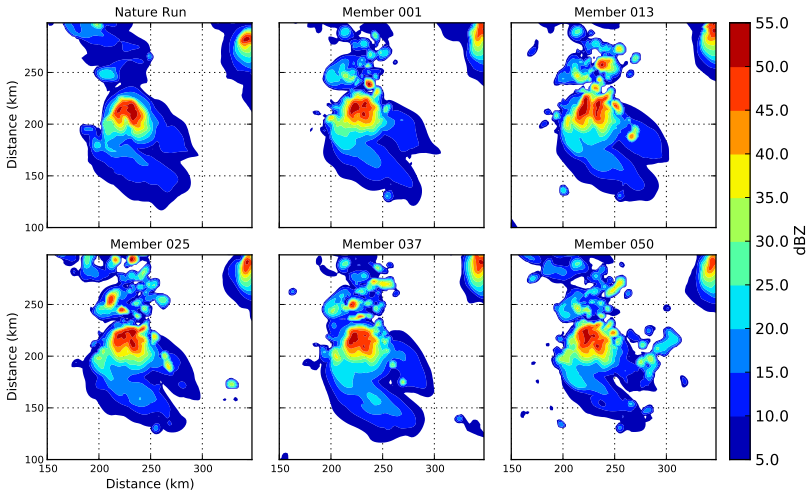 Nature Run
Member 001
Member 013
55.0
50.0
45.0
40.0
35.0
30.0
25.0
20.0
15.0
10.0
5.0
dBZ
250
200
150
100
Distance (km)
Member 025
Member 037
Member 050
250
200
150
100
Distance (km)
150 200 250 300
150 200 250 300
150 200 250 300
Distance (km)